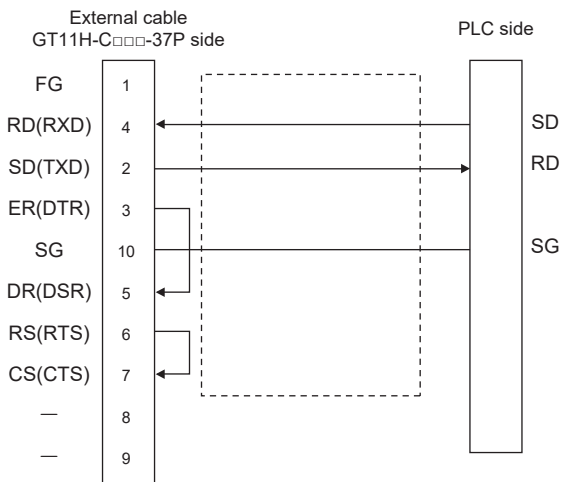 External cable
GT11H-C□□□-37P side
PLC side
FG 1
RD(RXD) 4 SD
SD(TXD) 2 RD
ER(DTR) 3
SG 10 SG
DR(DSR) 5
RS(RTS) 6
CS(CTS) 7
— 8
— 9